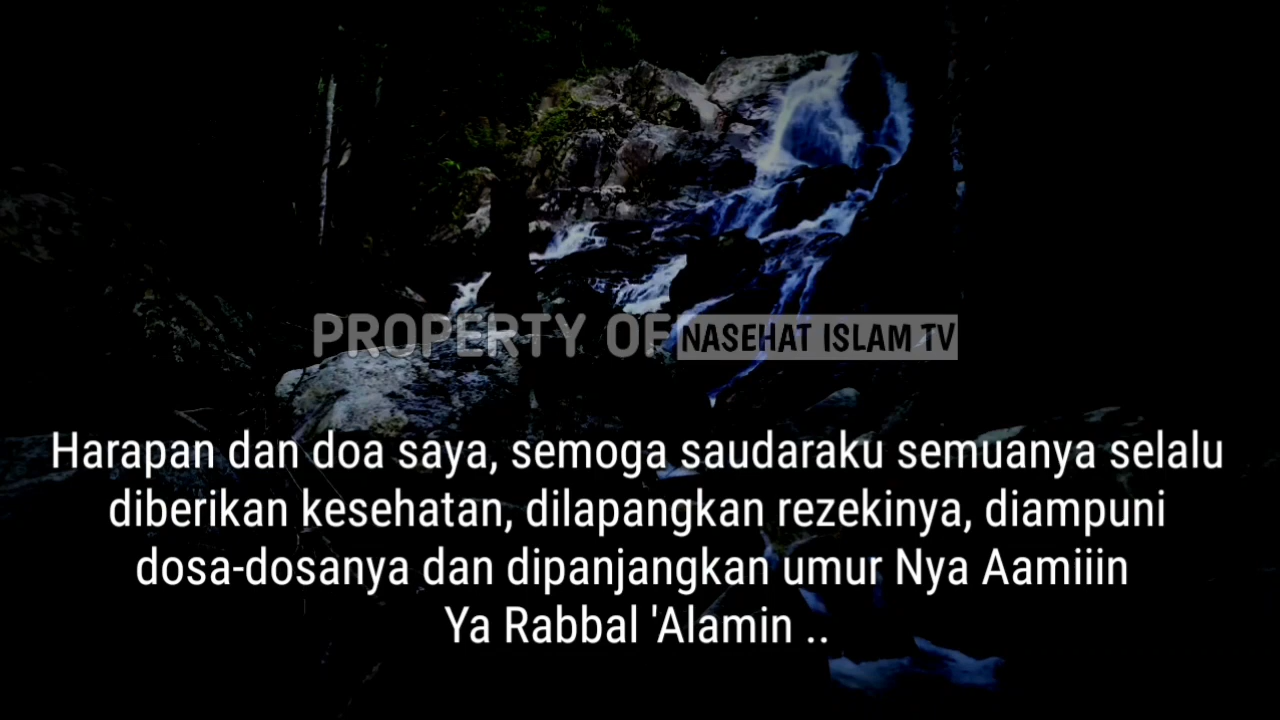 PROPERTY OF NASEHAT ISLAM TV
Harapan dan doa saya, semoga saudaraku semuanya selalu
diberikan kesehatan, dilapangkan rezekinya, diampuni
dosa-dosanya dan dipanjangkan umur Nya Aamiiin
Ya Rabbal 'Alamin ..